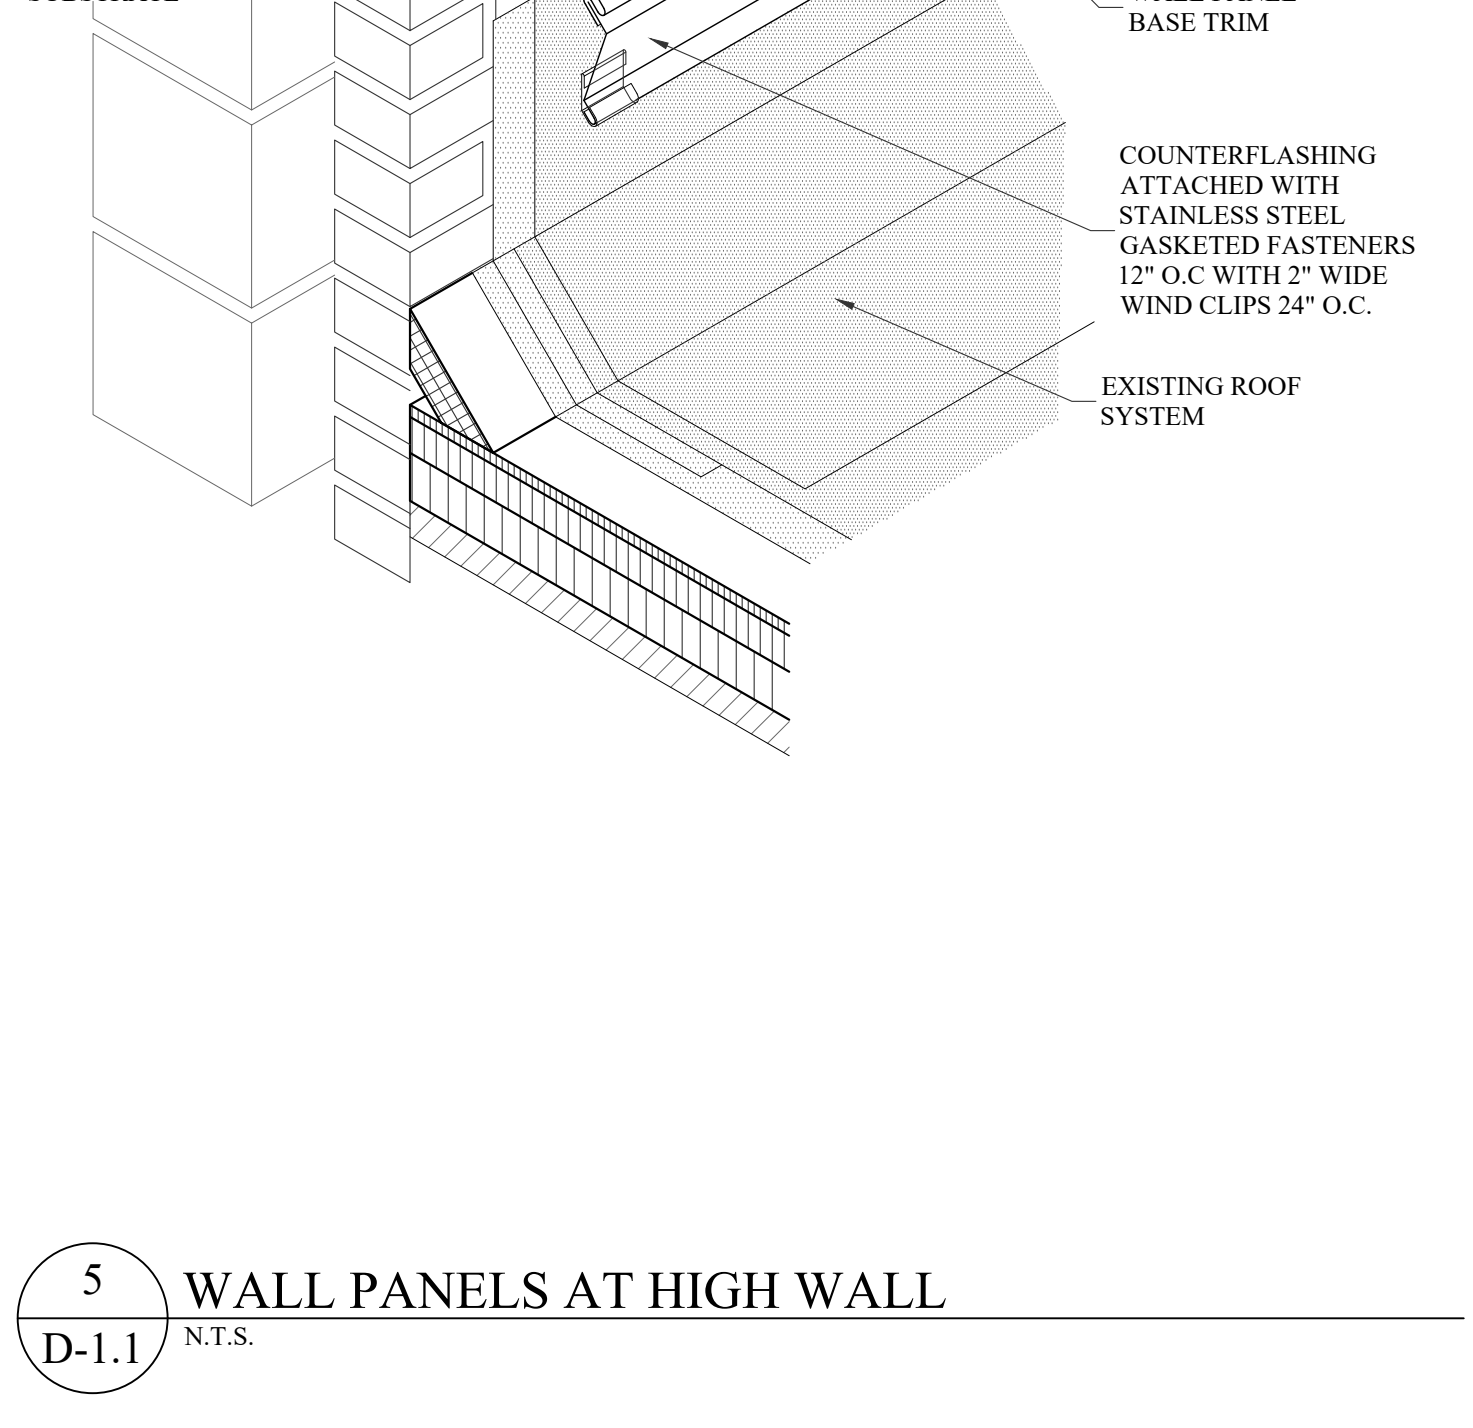 BASE TRIM
COUNTERFLASHING
ATTACHED WITH
STAINLESS STEEL
GASKETED FASTENERS
12" O.C WITH 2" WIDE
WIND CLIPS 24" O.C.
EXISTING ROOF
SYSTEM
5
WALL PANELS AT HIGH WALL
D-1.1
N.T.S.